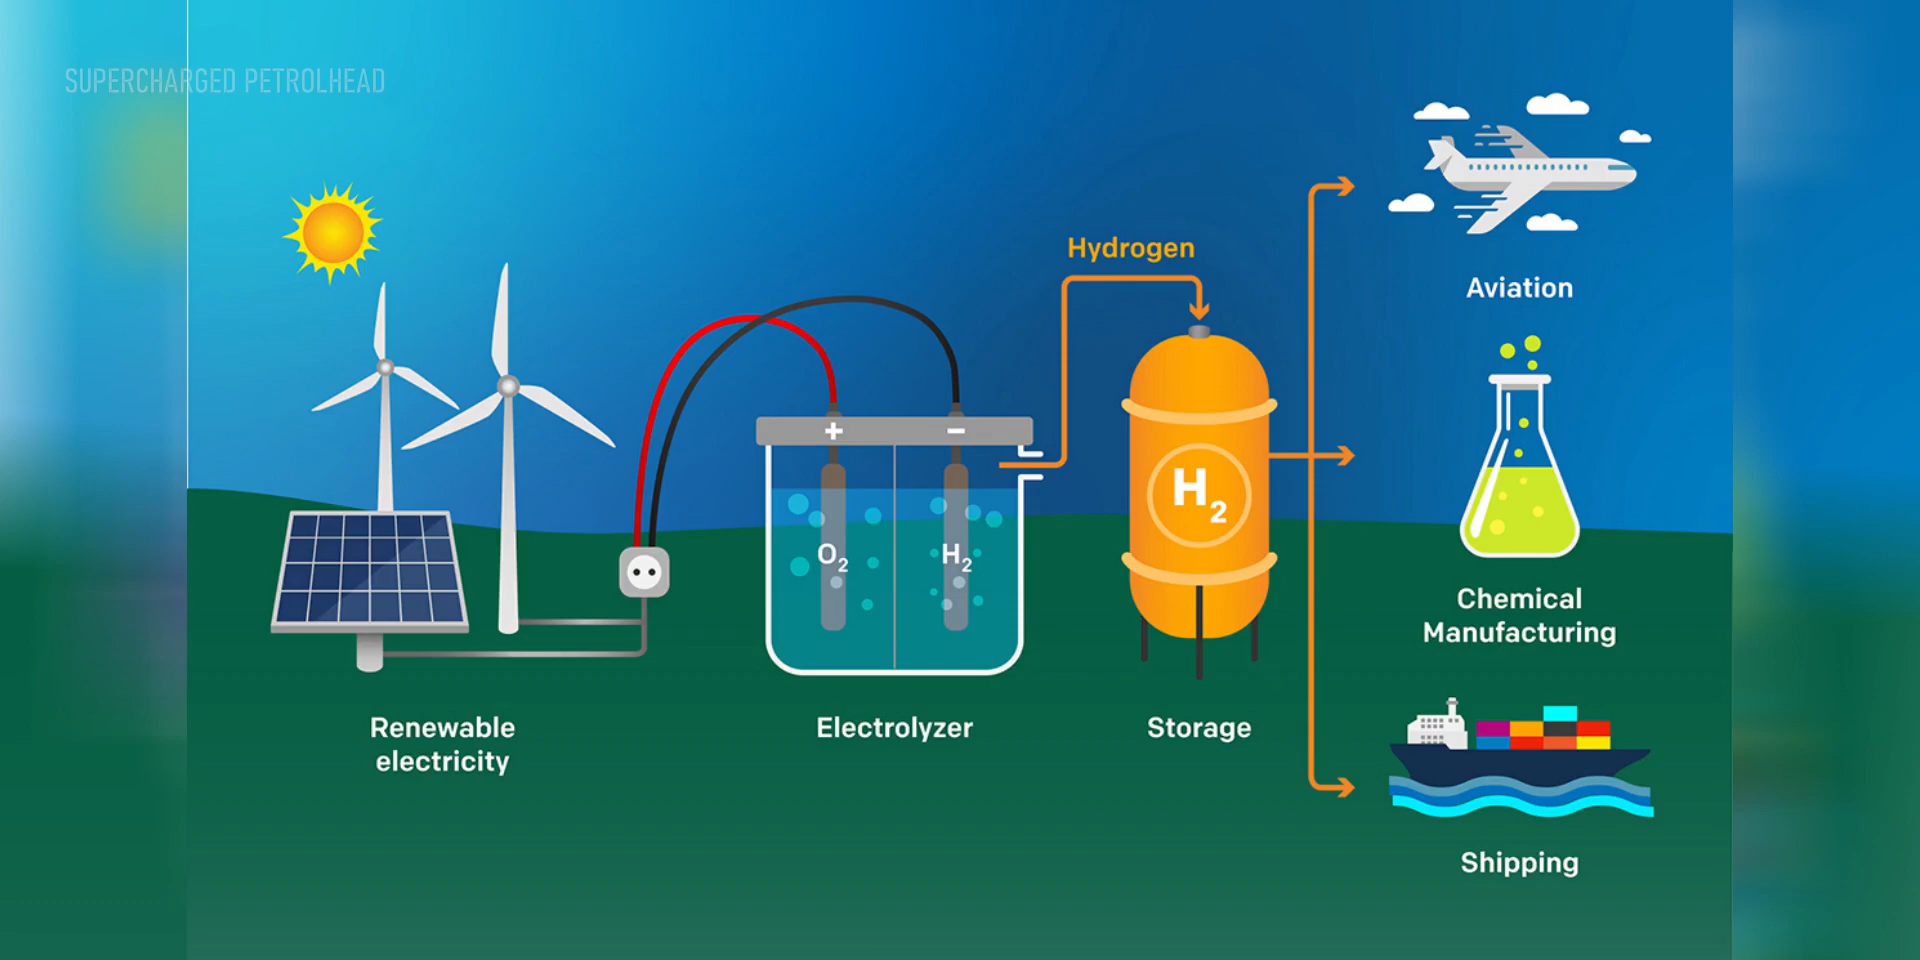 SUPERCHARGED PETROLHEAD
Hydrogen
Aviation
+
−
O₂
H₂
H₂
Chemical
Manufacturing
Renewable
electricity
Electrolyzer
Storage
Shipping